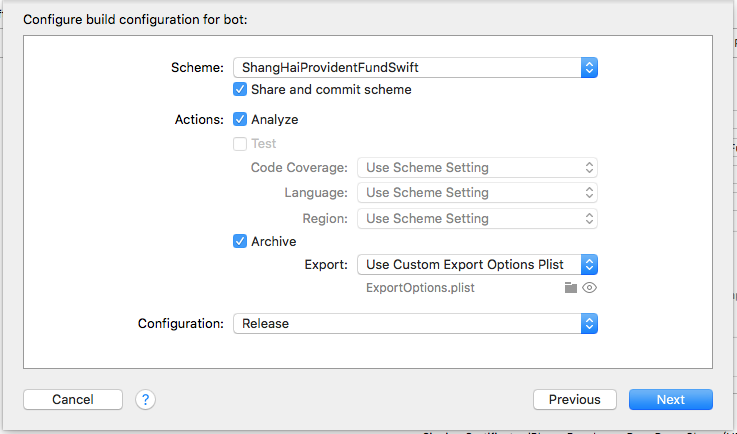 Configure build configuration for bot:
Scheme: ShangHaiProvidentFundSwift
Share and commit scheme
Actions: Analyze
Test
Code Coverage: Use Scheme Setting
Language: Use Scheme Setting
Region: Use Scheme Setting
Archive
Export: Use Custom Export Options Plist
ExportOptions.plist
Configuration: Release
Cancel ? Previous Next